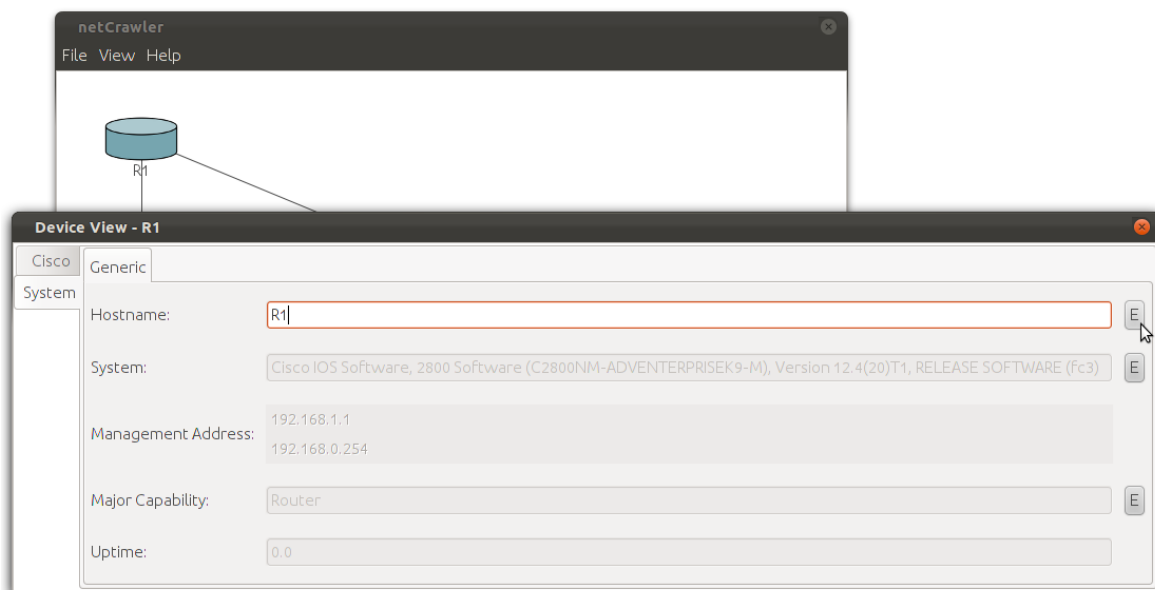 netCrawler
File View Help
R1
Device View - R1
Cisco
Generic
System
Hostname: R1 E
System: Cisco IOS Software, 2800 Software (C2800NM-ADVENTERPRISEK9-M), Version 12.4(20)T1, RELEASE SOFTWARE (fc3) E
Management Address:
192.168.1.1
192.168.0.254
Major Capability: Router E
Uptime: 0.0